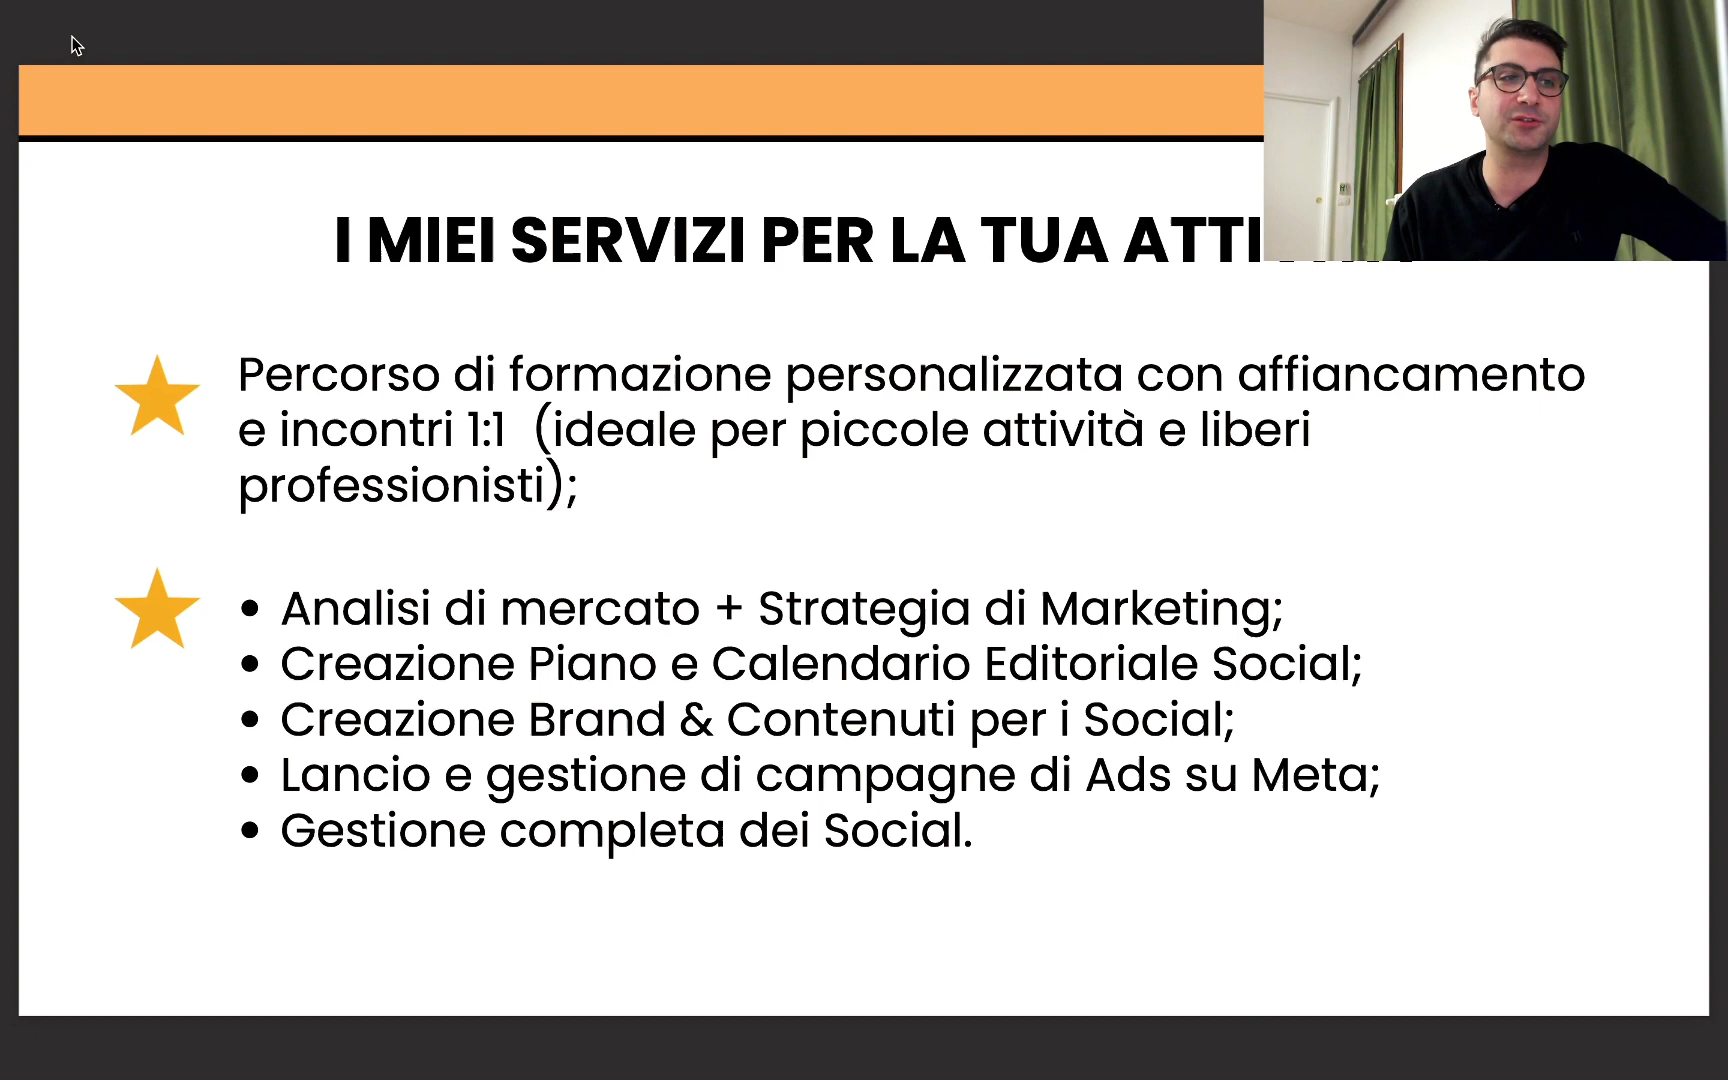 I MIEI SERVIZI PER LA TUA
Percorso di formazione personalizzata con affiancamento
e incontri 1:1 (ideale per piccole attività e liberi
professionisti);
• Analisi di mercato + Strategia di Marketing;
• Creazione Piano e Calendario Editoriale Social;
• Creazione Brand & Contenuti per i Social;
• Lancio e gestione di campagne di Ads su Meta;
• Gestione completa dei Social.